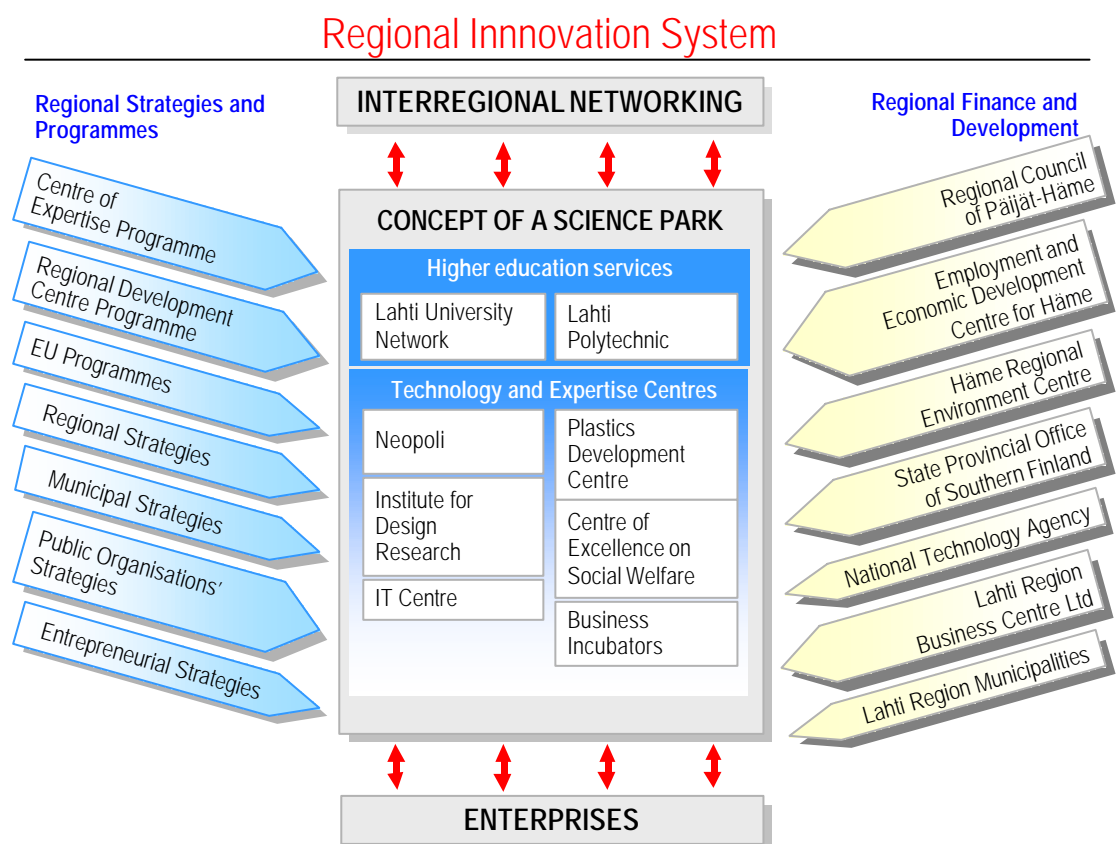 Regional Innnovation System
Regional Strategies and
Programmes
Centre of
Expertise Programme
Regional Development
Centre Programme
EU Programmes
Regional Strategies
Municipal Strategies
Public Organisations'
Strategies
Entrepreneurial Strategies
INTERREGIONAL NETWORKING
CONCEPT OF A SCIENCE PARK
Higher education services
Lahti University
Network
Lahti
Polytechnic
Technology and Expertise Centres
Neopoli
Institute for
Design
Research
IT Centre
Plastics
Development
Centre
Centre of
Excellence on
Social Welfare
Business
Incubators
ENTERPRISES
Regional Finance and
Development
Regional Council
of Päijät-Häme
Employment and
Economic Development
Centre for Häme
Häme Regional
Environment Centre
State Provincial Office
of Southern Finland
National Technology Agency
Lahti Region
Business Centre Ltd
Lahti Region Municipalities